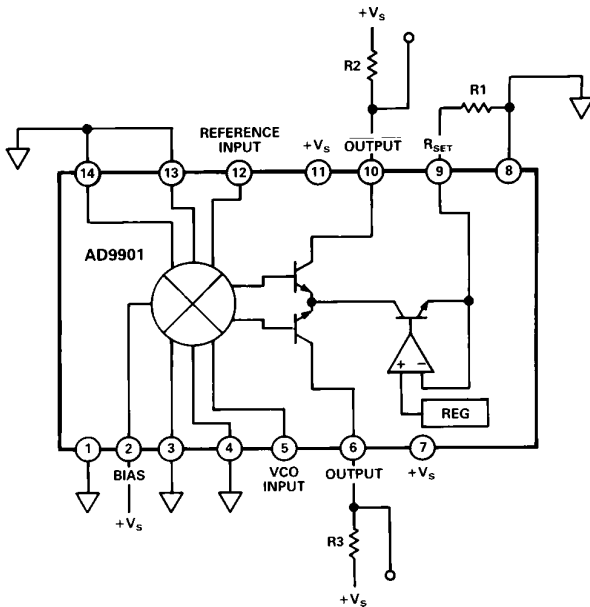 +VS
R2
R1
REFERENCE
INPUT
+VS
OUTPUT
RSET
14
13
12
11
10
9
8
AD9901
+ −
REG
1
2
3
4
5
6
7
BIAS
VCO
INPUT
OUTPUT
+VS
+VS
R3
+VS